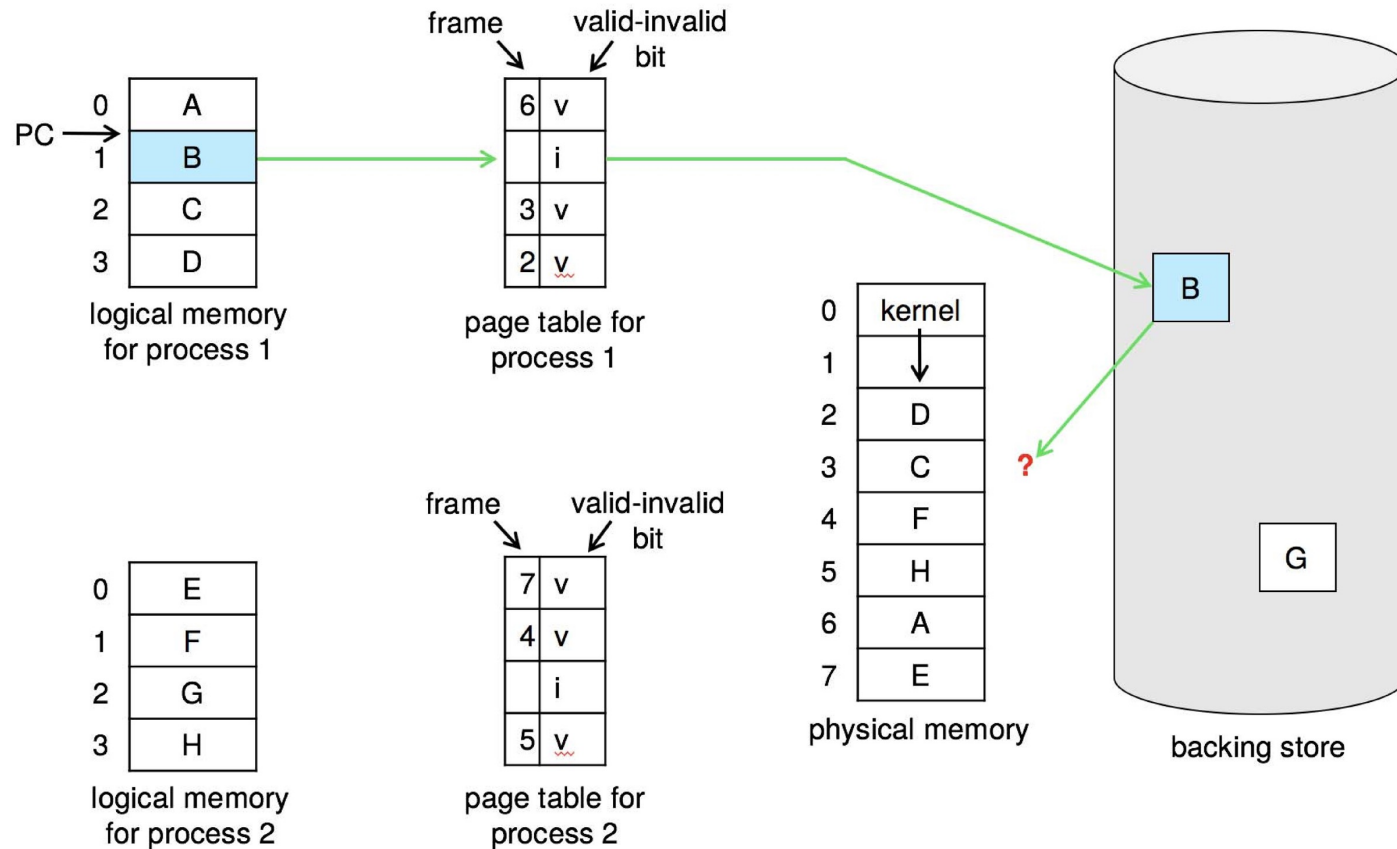 frame
valid-invalid
bit
0 A
PC
1 B
2 C
3 D
logical memory
for process 1
6 v
i
3 v
2 v
page table for
process 1
B
0 kernel
1
2 D
3 C
4 F
5 H
6 A
7 E
physical memory
?
G
backing store
frame
valid-invalid
bit
0 E
1 F
2 G
3 H
logical memory
for process 2
7 v
4 v
i
5 v
page table for
process 2